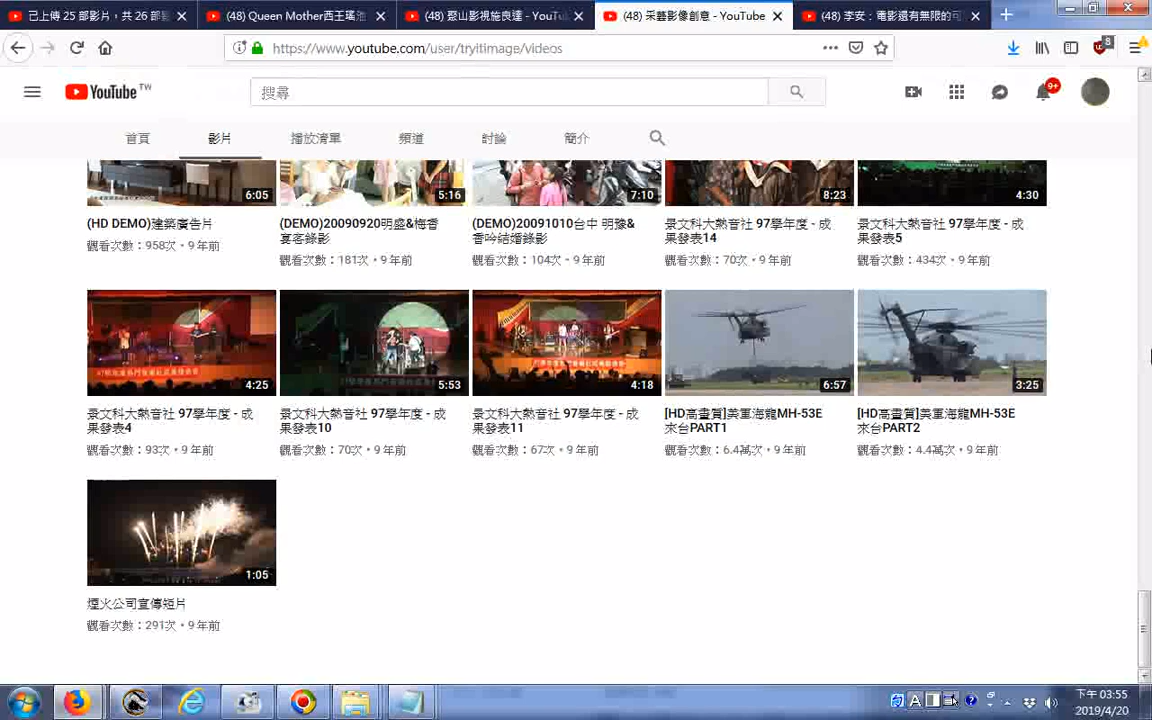 已上傳 25 部影片，共 26 部影
(48) Queen Mother西王瑤池
(48) 聚山影視施良達 - YouTu
(48) 采藝影像創意 - YouTube
(48) 李安：電影還有無限的可
https://www.youtube.com/user/tryitimage/videos
8
YouTube TW
搜尋
9+
首頁
影片
播放清單
頻道
討論
簡介
6:05
5:16
7:10
8:23
4:30
(HD DEMO)建築廣告片
觀看次數：958次・9 年前
(DEMO)20090920明盛&梅香
宴客錄影
觀看次數：181次・9 年前
(DEMO)20091010台中 明豫&
香吟結婚錄影
觀看次數：104次・9 年前
景文科大熱音社 97學年度 - 成
果發表14
觀看次數：70次・9 年前
景文科大熱音社 97學年度 - 成
果發表5
觀看次數：434次・9 年前
4:25
5:53
4:18
6:57
3:25
景文科大熱音社 97學年度 - 成
果發表4
觀看次數：93次・9 年前
景文科大熱音社 97學年度 - 成
果發表10
觀看次數：70次・9 年前
景文科大熱音社 97學年度 - 成
果發表11
觀看次數：67次・9 年前
[HD高畫質]美軍海龍MH-53E
來台PART1
觀看次數：6.4萬次・9 年前
[HD高畫質]美軍海龍MH-53E
來台PART2
觀看次數：4.4萬次・9 年前
1:05
煙火公司宣傳短片
觀看次數：291次・9 年前
下午 03:55
2019/4/20